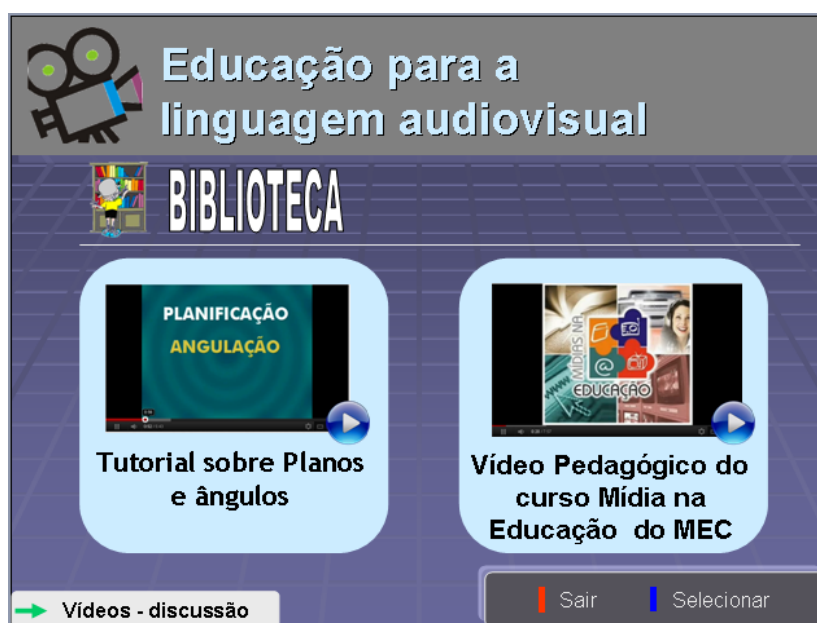 Educação para a
linguagem audiovisual
BIBLIOTECA
PLANIFICAÇÃO
ANGULAÇÃO
Tutorial sobre Planos
e ângulos
MÍDIAS NA
EDUCAÇÃO
Vídeo Pedagógico do
curso Mídia na
Educação do MEC
Vídeos - discussão
Sair
Selecionar